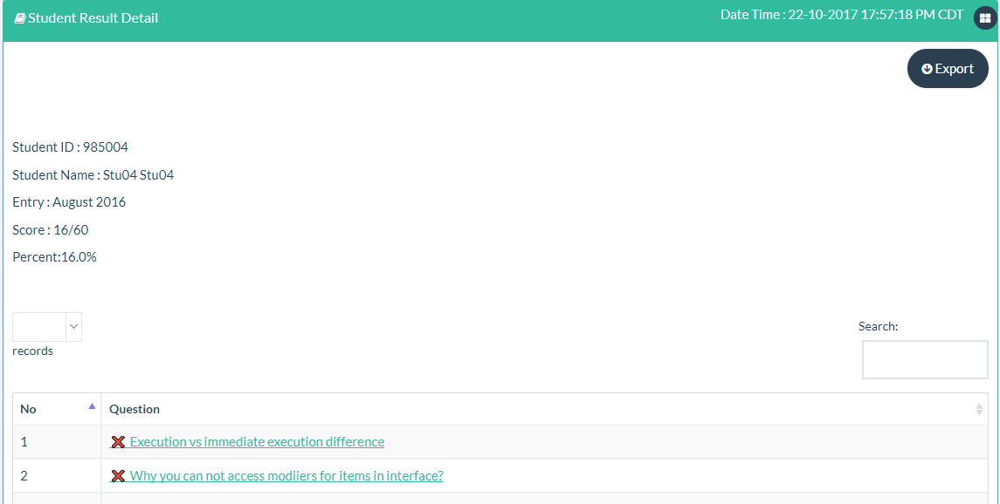 Student Result Detail
Date Time : 22-10-2017 17:57:18 PM CDT
Export
Student ID : 985004
Student Name : Stu04 Stu04
Entry : August 2016
Score : 16/60
Percent:16.0%
records
Search:
No Question
1 Execution vs immediate execution difference
2 Why you can not access modiiers for items in interface?